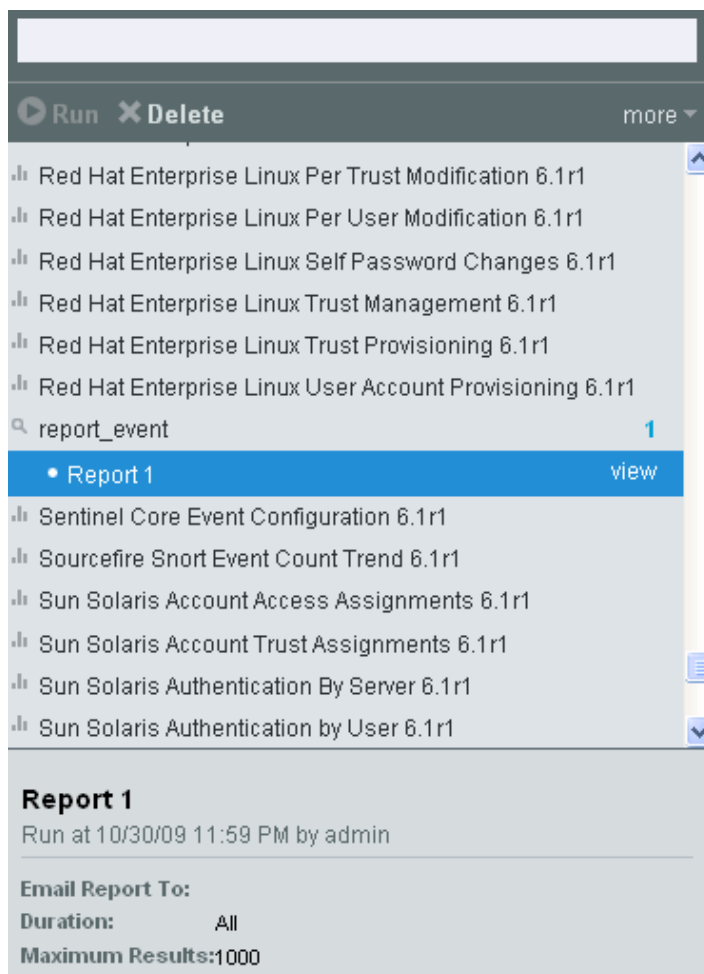 Run Delete more
Red Hat Enterprise Linux Per Trust Modification 6.1r1
Red Hat Enterprise Linux Per User Modification 6.1r1
Red Hat Enterprise Linux Self Password Changes 6.1r1
Red Hat Enterprise Linux Trust Management 6.1r1
Red Hat Enterprise Linux Trust Provisioning 6.1r1
Red Hat Enterprise Linux User Account Provisioning 6.1r1
report_event 1
• Report 1 view
Sentinel Core Event Configuration 6.1r1
Sourcefire Snort Event Count Trend 6.1r1
Sun Solaris Account Access Assignments 6.1r1
Sun Solaris Account Trust Assignments 6.1r1
Sun Solaris Authentication By Server 6.1r1
Sun Solaris Authentication by User 6.1r1
Report 1
Run at 10/30/09 11:59 PM by admin
Email Report To:
Duration: All
Maximum Results:1000